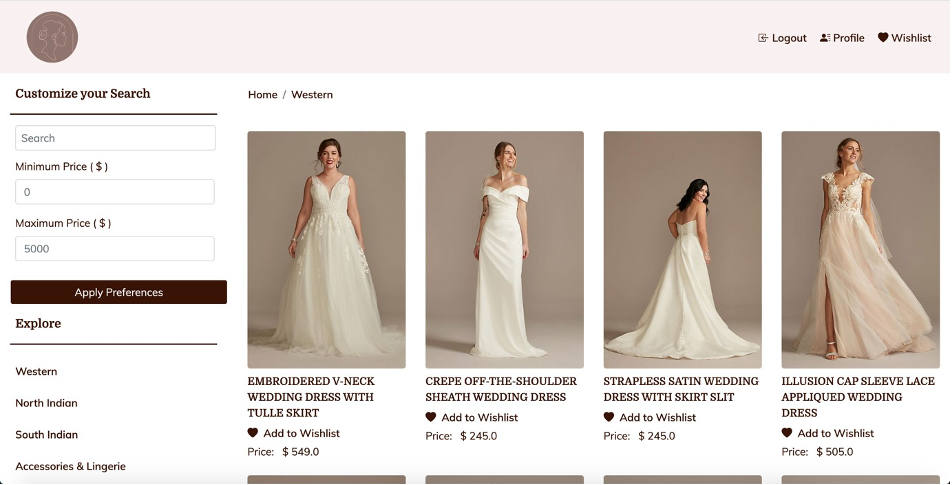 Logout
Profile
Wishlist
Customize your Search
Search
Minimum Price ( $ )
0
Maximum Price ( $ )
5000
Apply Preferences
Explore
Western
North Indian
South Indian
Accessories & Lingerie
Home / Western
EMBROIDERED V-NECK
WEDDING DRESS WITH
TULLE SKIRT
Add to Wishlist
Price: $ 549.0
CREPE OFF-THE-SHOULDER
SHEATH WEDDING DRESS
Add to Wishlist
Price: $ 245.0
STRAPLESS SATIN WEDDING
DRESS WITH SKIRT SLIT
Add to Wishlist
Price: $ 245.0
ILLUSION CAP SLEEVE LACE
APPLIQUED WEDDING
DRESS
Add to Wishlist
Price: $ 505.0